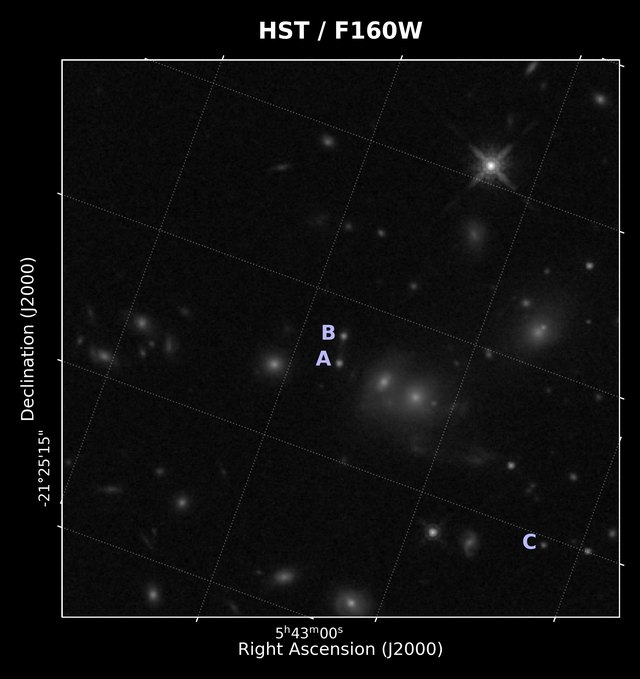 HST / F160W
B
A
C
Declination (J2000)
-21°25'15"
5ʰ43ᵐ00ˢ
Right Ascension (J2000)